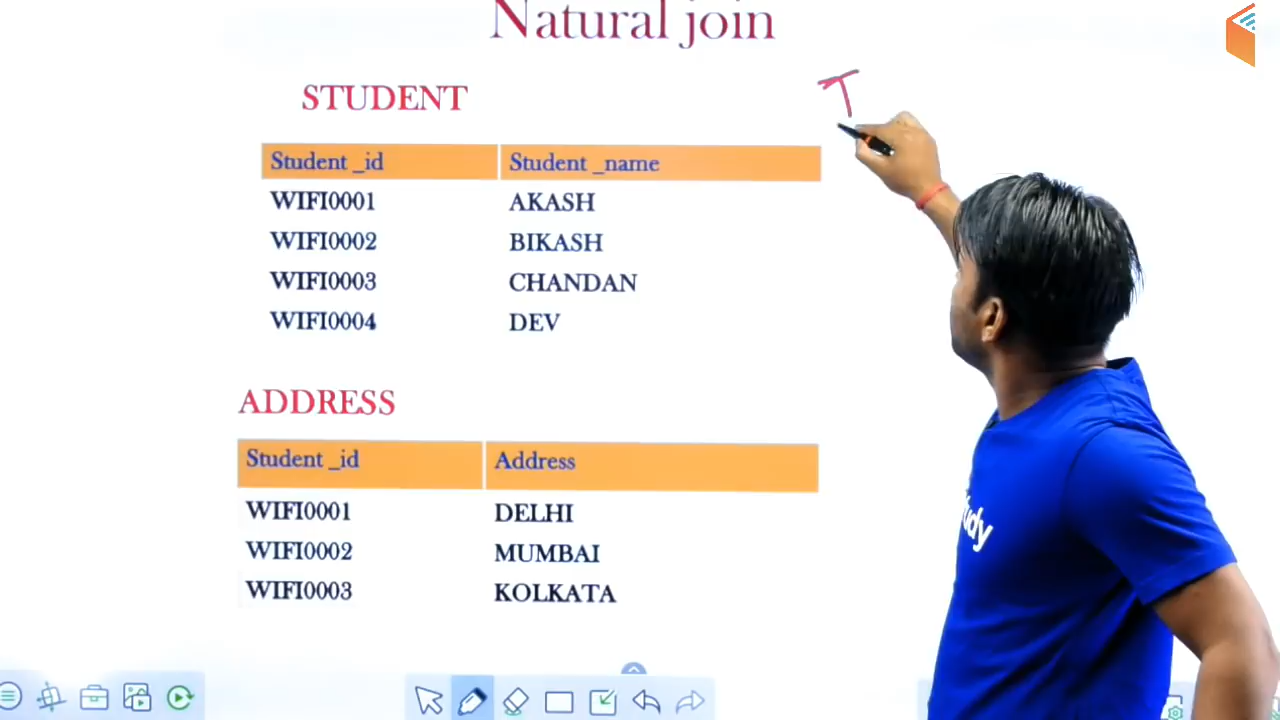 Natural join
STUDENT
T
Student _id Student _name
WIFI0001 AKASH
WIFI0002 BIKASH
WIFI0003 CHANDAN
WIFI0004 DEV
ADDRESS
Student _id Address
WIFI0001 DELHI
WIFI0002 MUMBAI
WIFI0003 KOLKATA